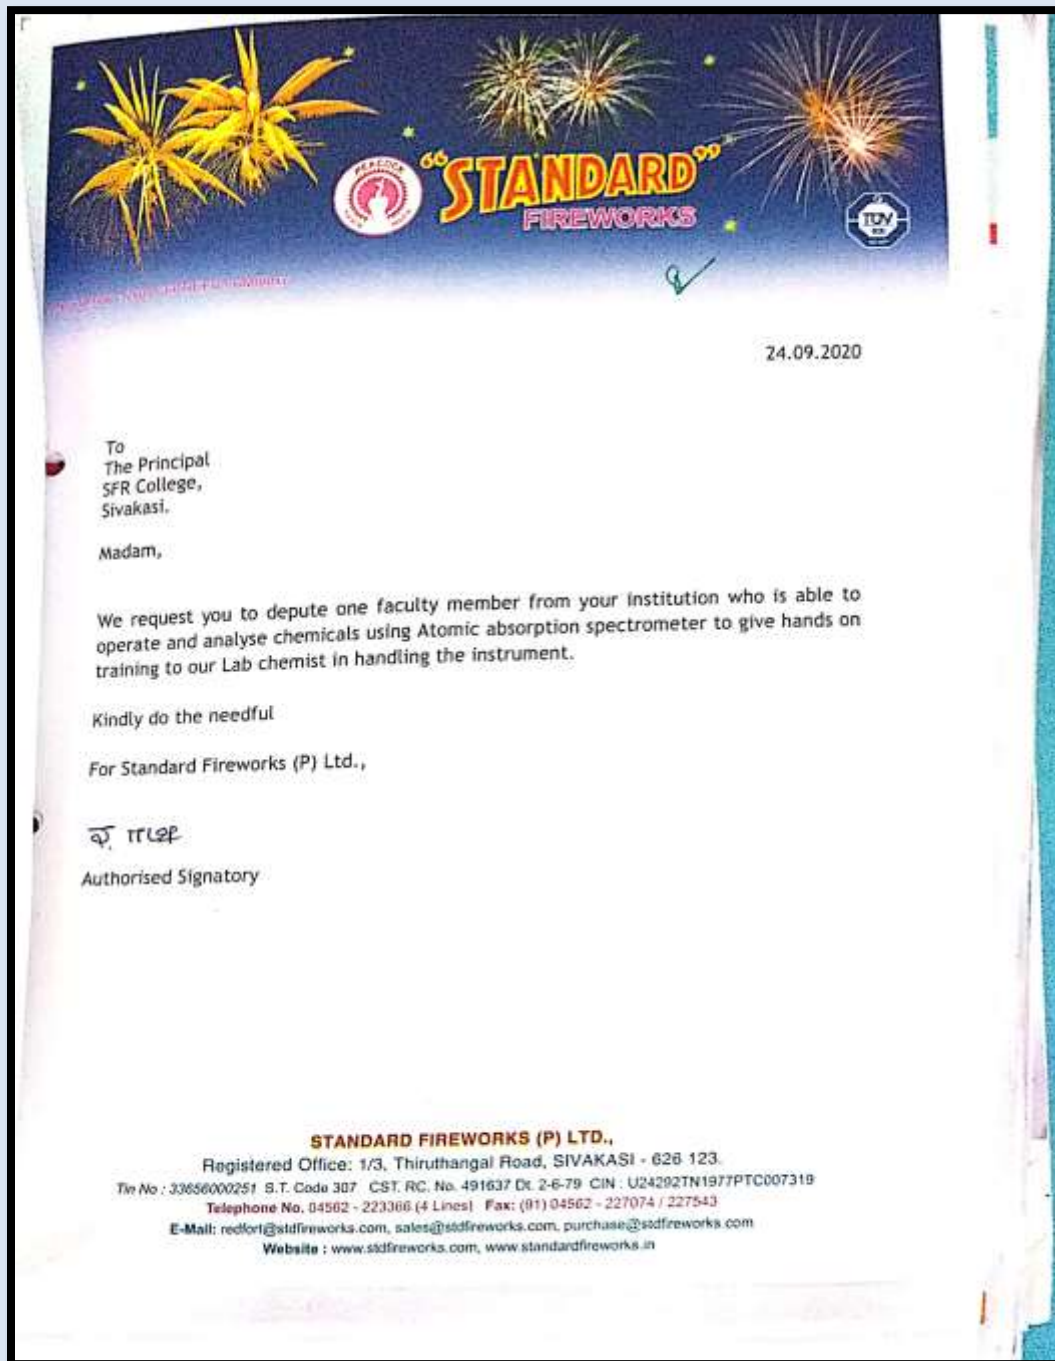 PEACOCK
“STANDARD”
FIREWORKS
TÜV
24.09.2020
To
The Principal
SFR College,
Sivakasi.
Madam,
We request you to depute one faculty member from your institution who is able to
operate and analyse chemicals using Atomic absorption spectrometer to give hands on
training to our Lab chemist in handling the instrument.
Kindly do the needful
For Standard Fireworks (P) Ltd.,
Authorised Signatory
STANDARD FIREWORKS (P) LTD.,
Registered Office: 1/3, Thiruthangal Road, SIVAKASI - 626 123.
Tin No : 33656000251 S.T. Code 307 CST. RC. No. 491637 Dt. 2-6-79 CIN : U24292TN1977PTC007319
Telephone No. 04562 - 223366 (4 Lines) Fax: (91) 04562 - 227074 / 227543
E-Mail: redfort@stdfireworks.com, sales@stdfireworks.com, purchase@stdfireworks.com
Website : www.stdfireworks.com, www.standardfireworks.in